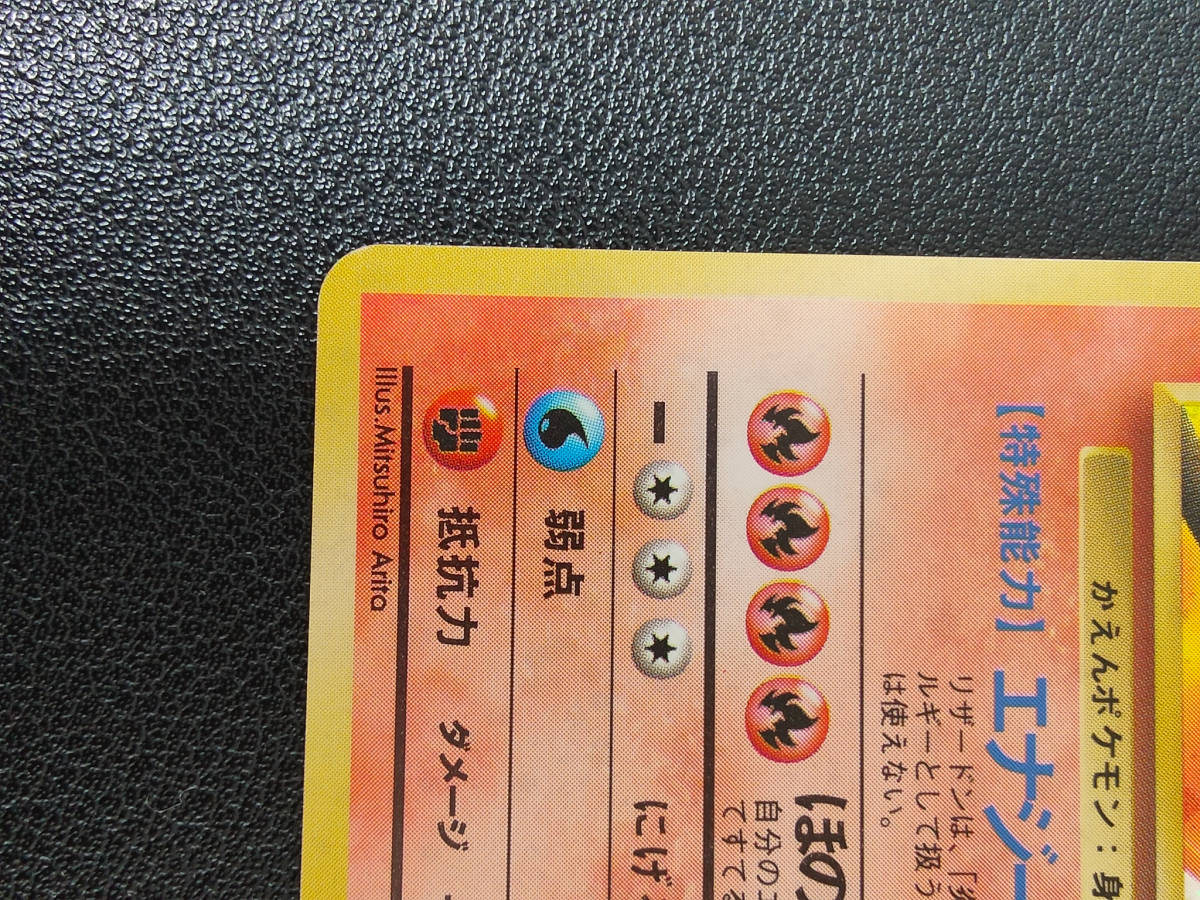 かえんポケモン：身
【特殊能力】エナジー
リザードンは、「
ルギーとして扱う
は使えない。
ほの
自分の
ですてる
にげ
弱点
抵抗力 ダメージ
Illus.Mitsuhiro Arita